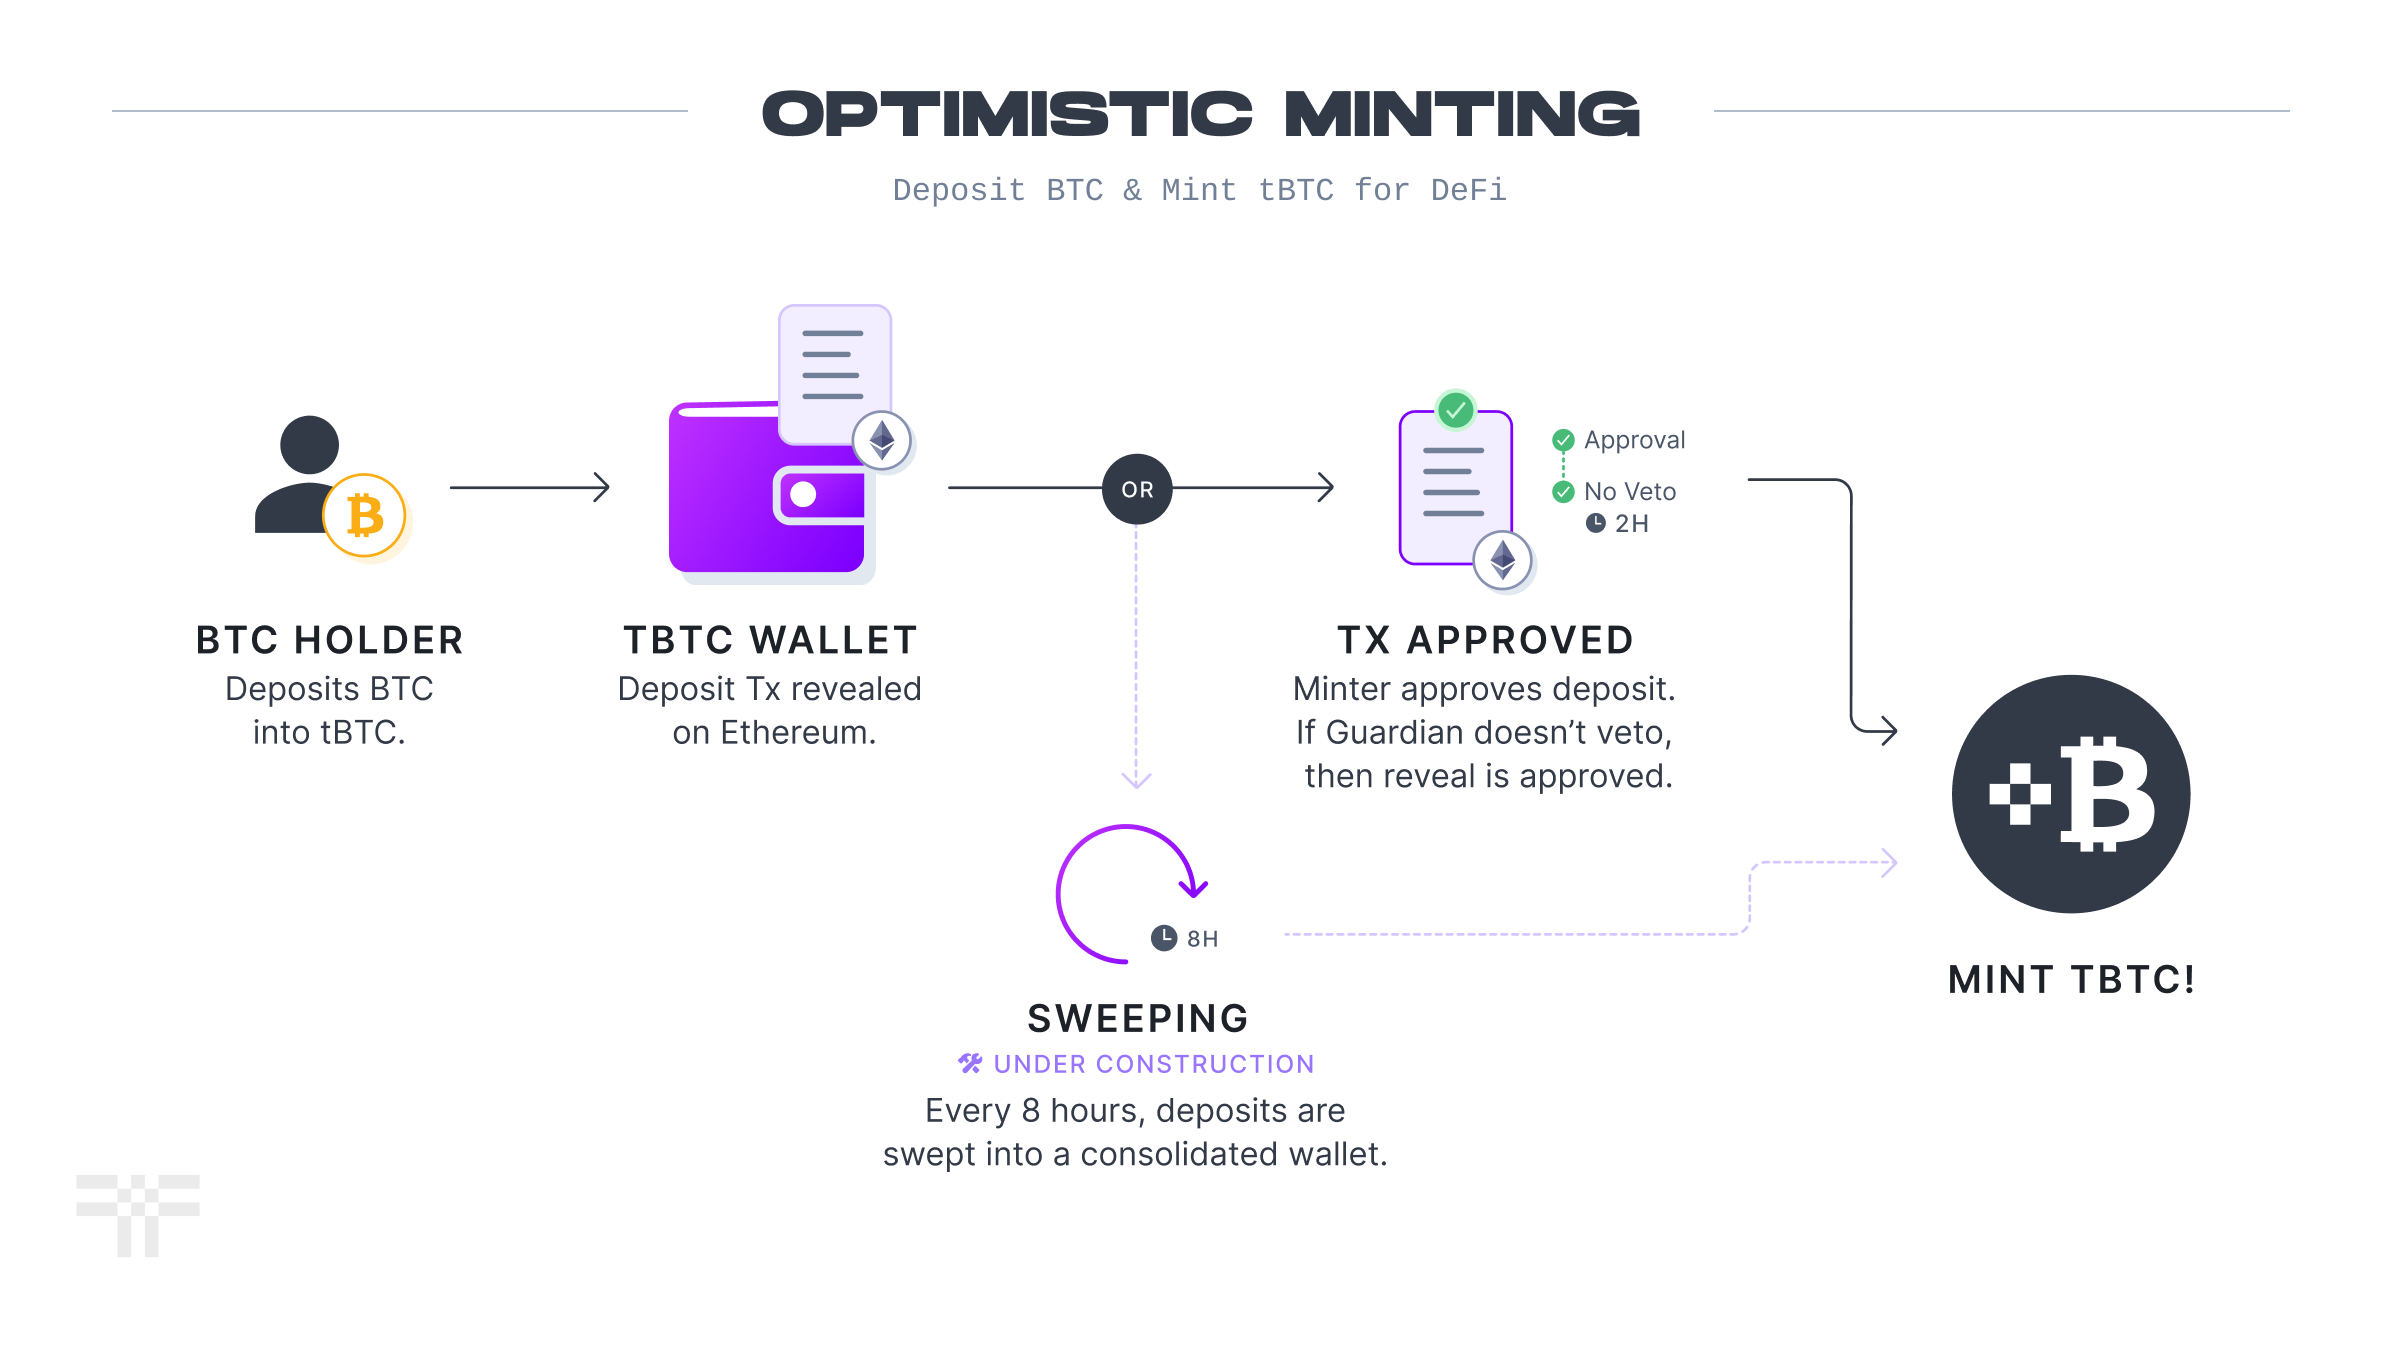 OPTIMISTIC MINTING
Deposit BTC & Mint tBTC for DeFi
BTC HOLDER
Deposits BTC
into tBTC.
TBTC WALLET
Deposit Tx revealed
on Ethereum.
OR
Approval
No Veto
2H
TX APPROVED
Minter approves deposit.
If Guardian doesn’t veto,
then reveal is approved.
8H
SWEEPING
UNDER CONSTRUCTION
Every 8 hours, deposits are
swept into a consolidated wallet.
MINT TBTC!